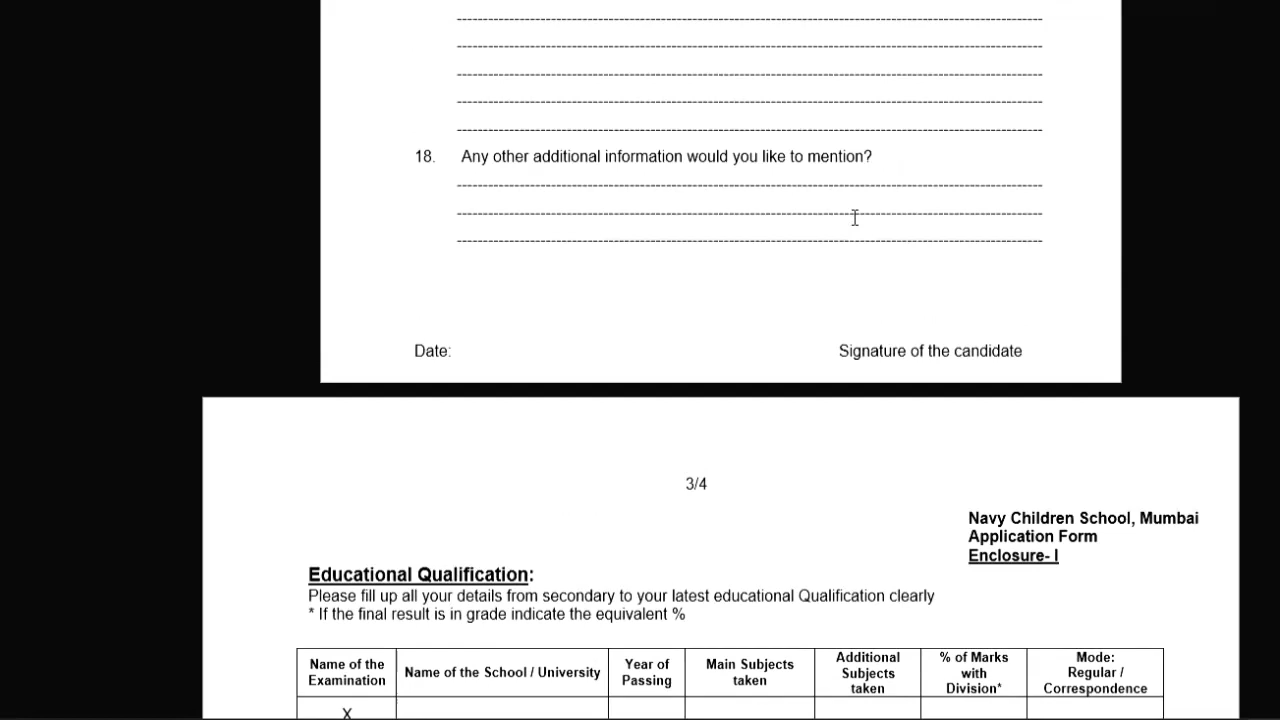 18. Any other additional information would you like to mention?
Date: Signature of the candidate
3/4
Navy Children School, Mumbai
Application Form
Enclosure- I
Educational Qualification:
Please fill up all your details from secondary to your latest educational Qualification clearly
* If the final result is in grade indicate the equivalent %
Name of the Examination
Name of the School / University
Year of Passing
Main Subjects taken
Additional Subjects taken
% of Marks with Division*
Mode: Regular / Correspondence
X